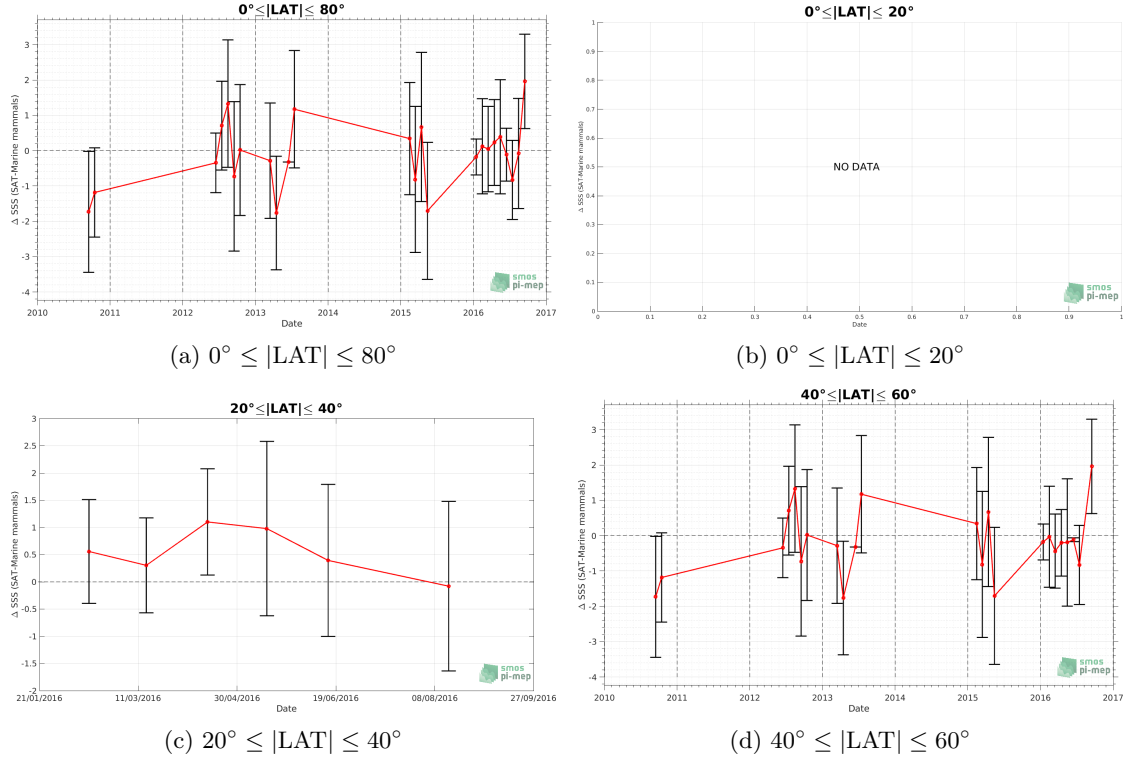 0°≤|LAT|≤ 80°
Δ SSS (SAT-Marine mammals)
3
2
1
0
-1
-2
-3
-4
2010 2011 2012 2013 2014 2015 2016 2017
Date
smos
pi-mep
(a) 0° ≤ |LAT| ≤ 80°
0°≤|LAT|≤ 20°
Δ SSS (SAT-Marine mammals)
1
0.9
0.8
0.7
0.6
0.5
0.4
0.3
0.2
0.1
0
NO DATA
0 0.1 0.2 0.3 0.4 0.5 0.6 0.7 0.8 0.9 1
Date
smos
pi-mep
(b) 0° ≤ |LAT| ≤ 20°
20°≤|LAT|≤ 40°
Δ SSS (SAT-Marine mammals)
3
2.5
2
1.5
1
0.5
0
-0.5
-1
-1.5
-2
21/01/2016 11/03/2016 30/04/2016 19/06/2016 08/08/2016 27/09/2016
Date
smos
pi-mep
(c) 20° ≤ |LAT| ≤ 40°
40°≤|LAT|≤ 60°
Δ SSS (SAT-Marine mammals)
3
2
1
0
-1
-2
-3
-4
2010 2011 2012 2013 2014 2015 2016 2017
Date
smos
pi-mep
(d) 40° ≤ |LAT| ≤ 60°